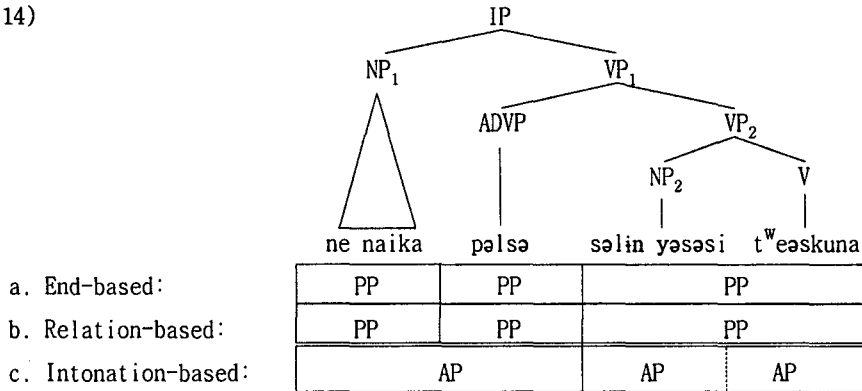 14)
IP
NP₁ VP₁
ADVP VP₂
NP₂ V
ne naika pəlsə səlɨn yəsəsi tᵂeəskuna
a. End-based: PP PP PP
b. Relation-based: PP PP PP
c. Intonation-based: AP AP AP